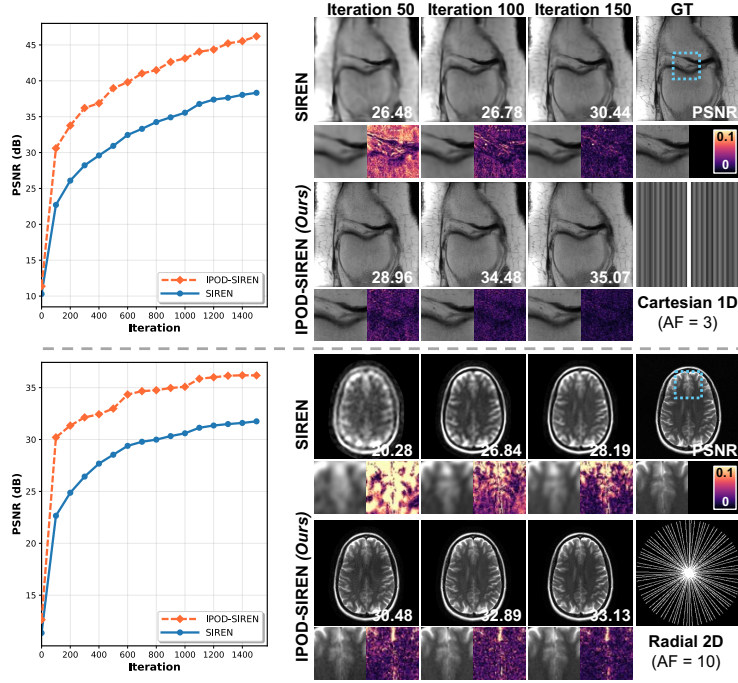 45
40
35
30
25
20
15
10
PSNR (dB)
IPOD-SIREN
SIREN
0 200 400 600 800 1000 1200 1400
Iteration
Iteration 50 Iteration 100 Iteration 150 GT
SIREN
26.48 26.78 30.44 PSNR
0.1
0
IPOD-SIREN (Ours)
28.96 34.48 35.07
Cartesian 1D
(AF = 3)
35
30
25
20
15
PSNR (dB)
IPOD-SIREN
SIREN
0 200 400 600 800 1000 1200 1400
Iteration
SIREN
20.28 26.84 28.19 PSNR
0.1
0
IPOD-SIREN (Ours)
30.48 32.89 33.13
Radial 2D
(AF = 10)